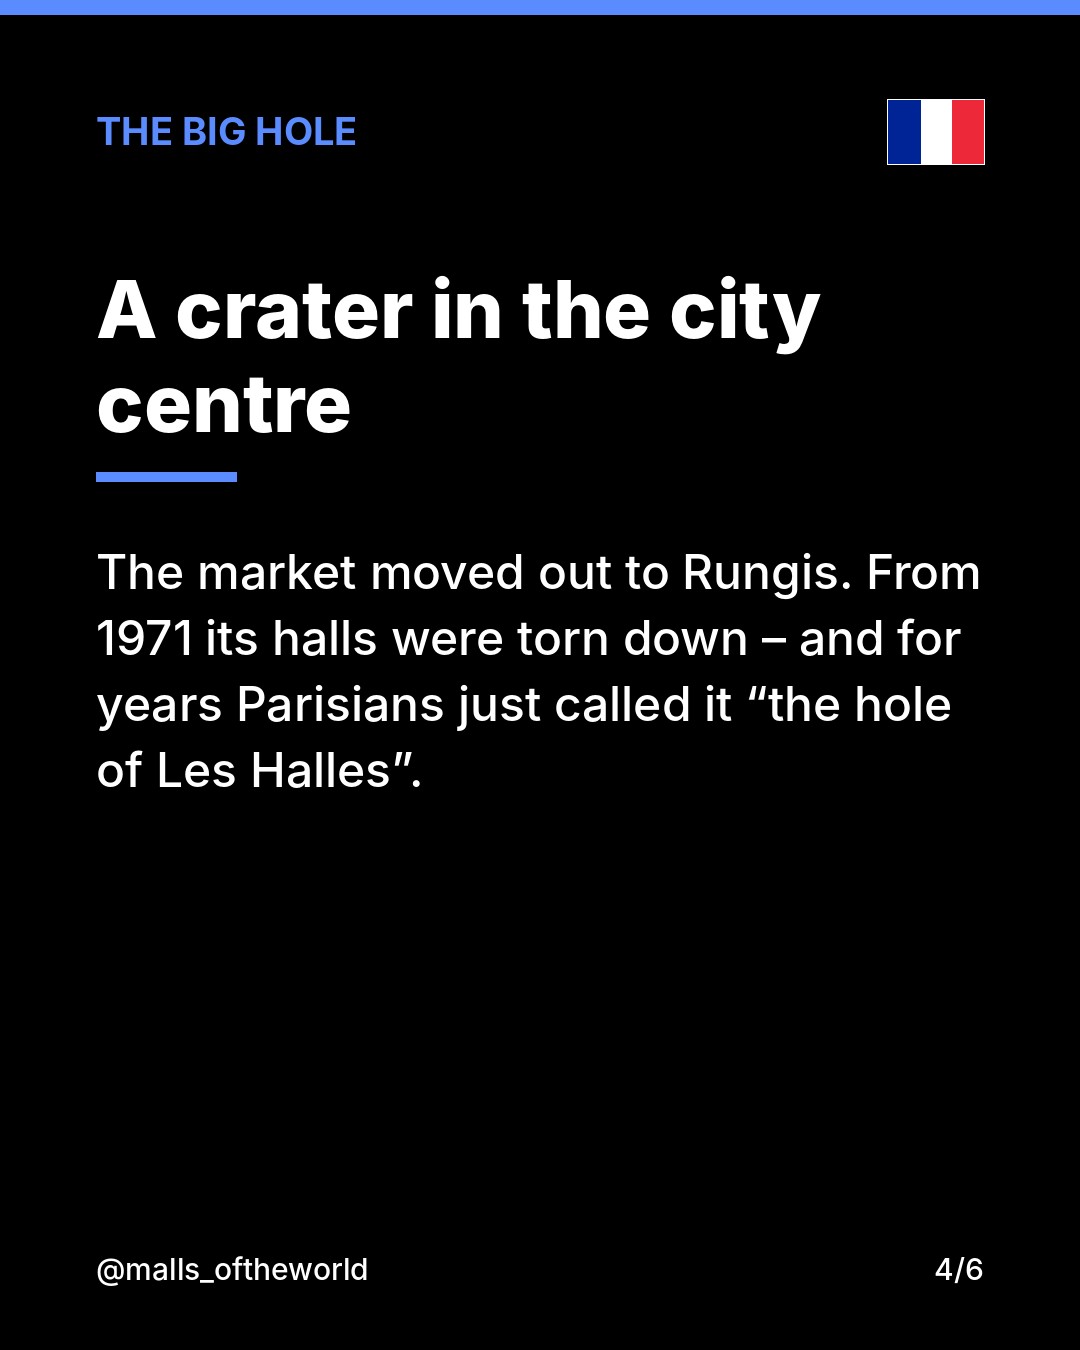 THE BIG HOLE
A crater in the city
centre
The market moved out to Rungis. From
1971 its halls were torn down – and for
years Parisians just called it “the hole
of Les Halles”.
@malls_oftheworld
4/6